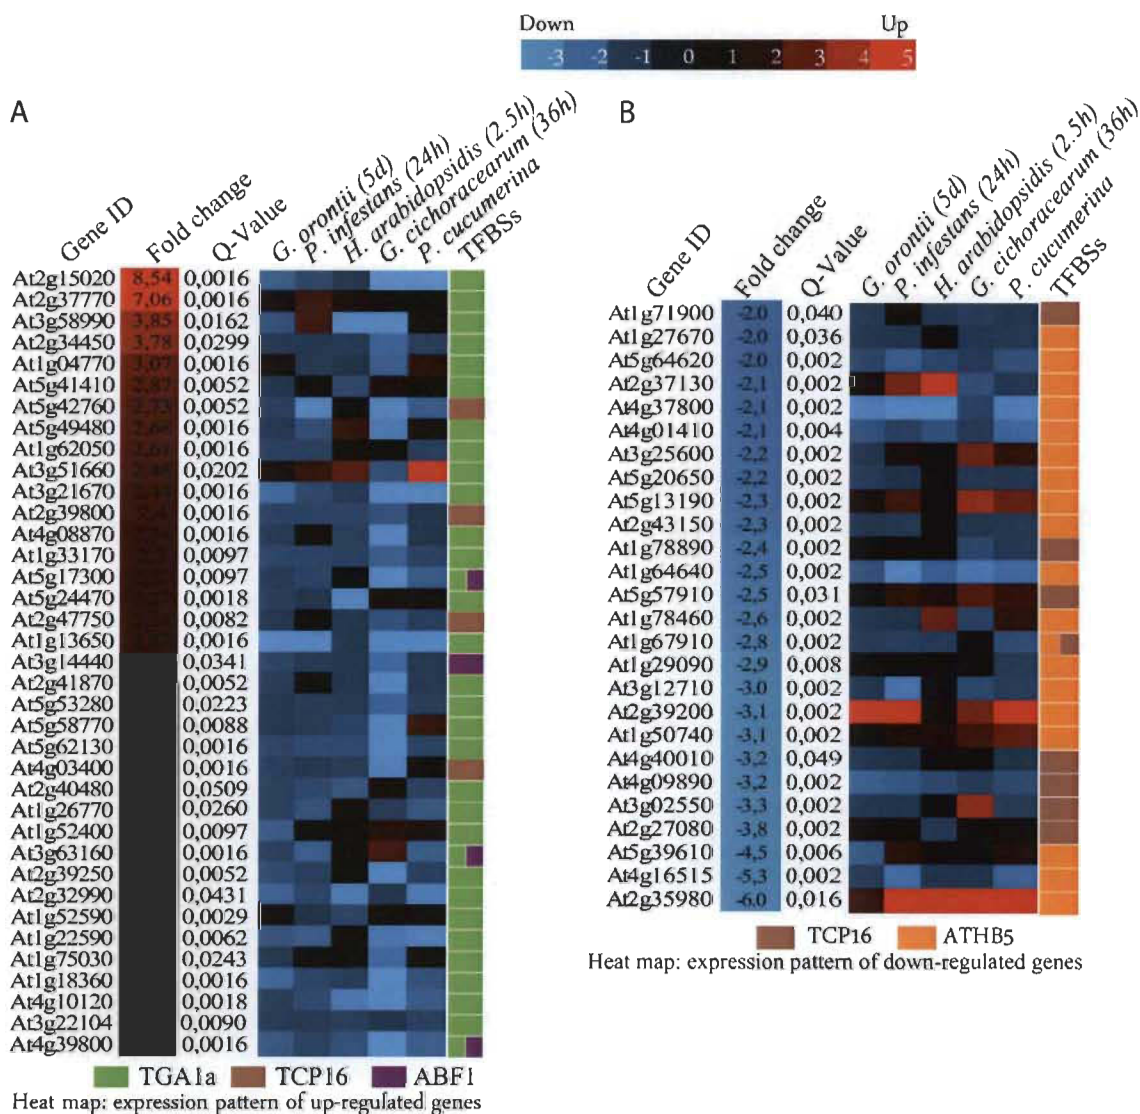 Down Up
-3 -2 -1 0 1 2 3 4 5
A
B
Gene ID
Fold change
Q-Value
G. orontii (5d)
P. infestans (24h)
H. arabidopsidis (2.5h)
G. cichoracearum (36h)
P. cucumerina
TFBSs
At2g15020 8,54 0,0016
At2g37770 7,06 0,0016
At3g58990 3,85 0,0162
At2g34450 3,78 0,0299
At1g04770 3,07 0,0016
At5g41410 2,87 0,0052
At5g42760 2,73 0,0052
At5g49480 0,0016
At1g62050 0,0016
At3g51660 0,0202
At3g21670 0,0016
At2g39800 0,0016
At4g08870 0,0016
At1g33170 0,0097
At5g17300 0,0097
At5g24470 0,0018
At2g47750 0,0082
At1g13650 0,0016
At3g14440 0,0341
At2g41870 0,0052
At5g53280 0,0223
At5g58770 0,0088
At5g62130 0,0016
At4g03400 0,0016
At2g40480 0,0509
At1g26770 0,0260
At1g52400 0,0097
At3g63160 0,0016
At2g39250 0,0052
At2g32990 0,0431
At1g52590 0,0029
At1g22590 0,0062
At1g75030 0,0243
At1g18360 0,0016
At4g10120 0,0018
At3g22104 0,0090
At4g39800 0,0016
TGA1a TCP16 ABF1
Heat map: expression pattern of up-regulated genes
Gene ID
Fold change
Q-Value
G. orontii (5d)
P. infestans (24h)
H. arabidopsidis (2.5h)
G. cichoracearum (36h)
P. cucumerina
TFBSs
At1g71900 -2.0 0,040
At1g27670 -2.0 0,036
At5g64620 -2.0 0,002
At2g37130 -2,1 0,002
At4g37800 -2,1 0,002
At4g01410 -2,1 0,004
At3g25600 -2,2 0,002
At5g20650 -2,2 0,002
At5g13190 -2,3 0,002
At2g43150 -2,3 0,002
At1g78890 -2,4 0,002
At1g64640 -2,5 0,002
At5g57910 -2,5 0,031
At1g78460 -2,6 0,002
At1g67910 -2,8 0,002
At1g29090 -2,9 0,008
At3g12710 -3.0 0,002
At2g39200 -3,1 0,002
At1g50740 -3,1 0,002
At4g40010 -3,2 0,049
At4g09890 -3,2 0,002
At3g02550 -3,3 0,002
At2g27080 -3,8 0,002
At5g39610 -4,5 0,006
At4g16515 -5,3 0,002
At2g35980 -6.0 0,016
TCP16 ATHB5
Heat map: expression pattern of down-regulated genes